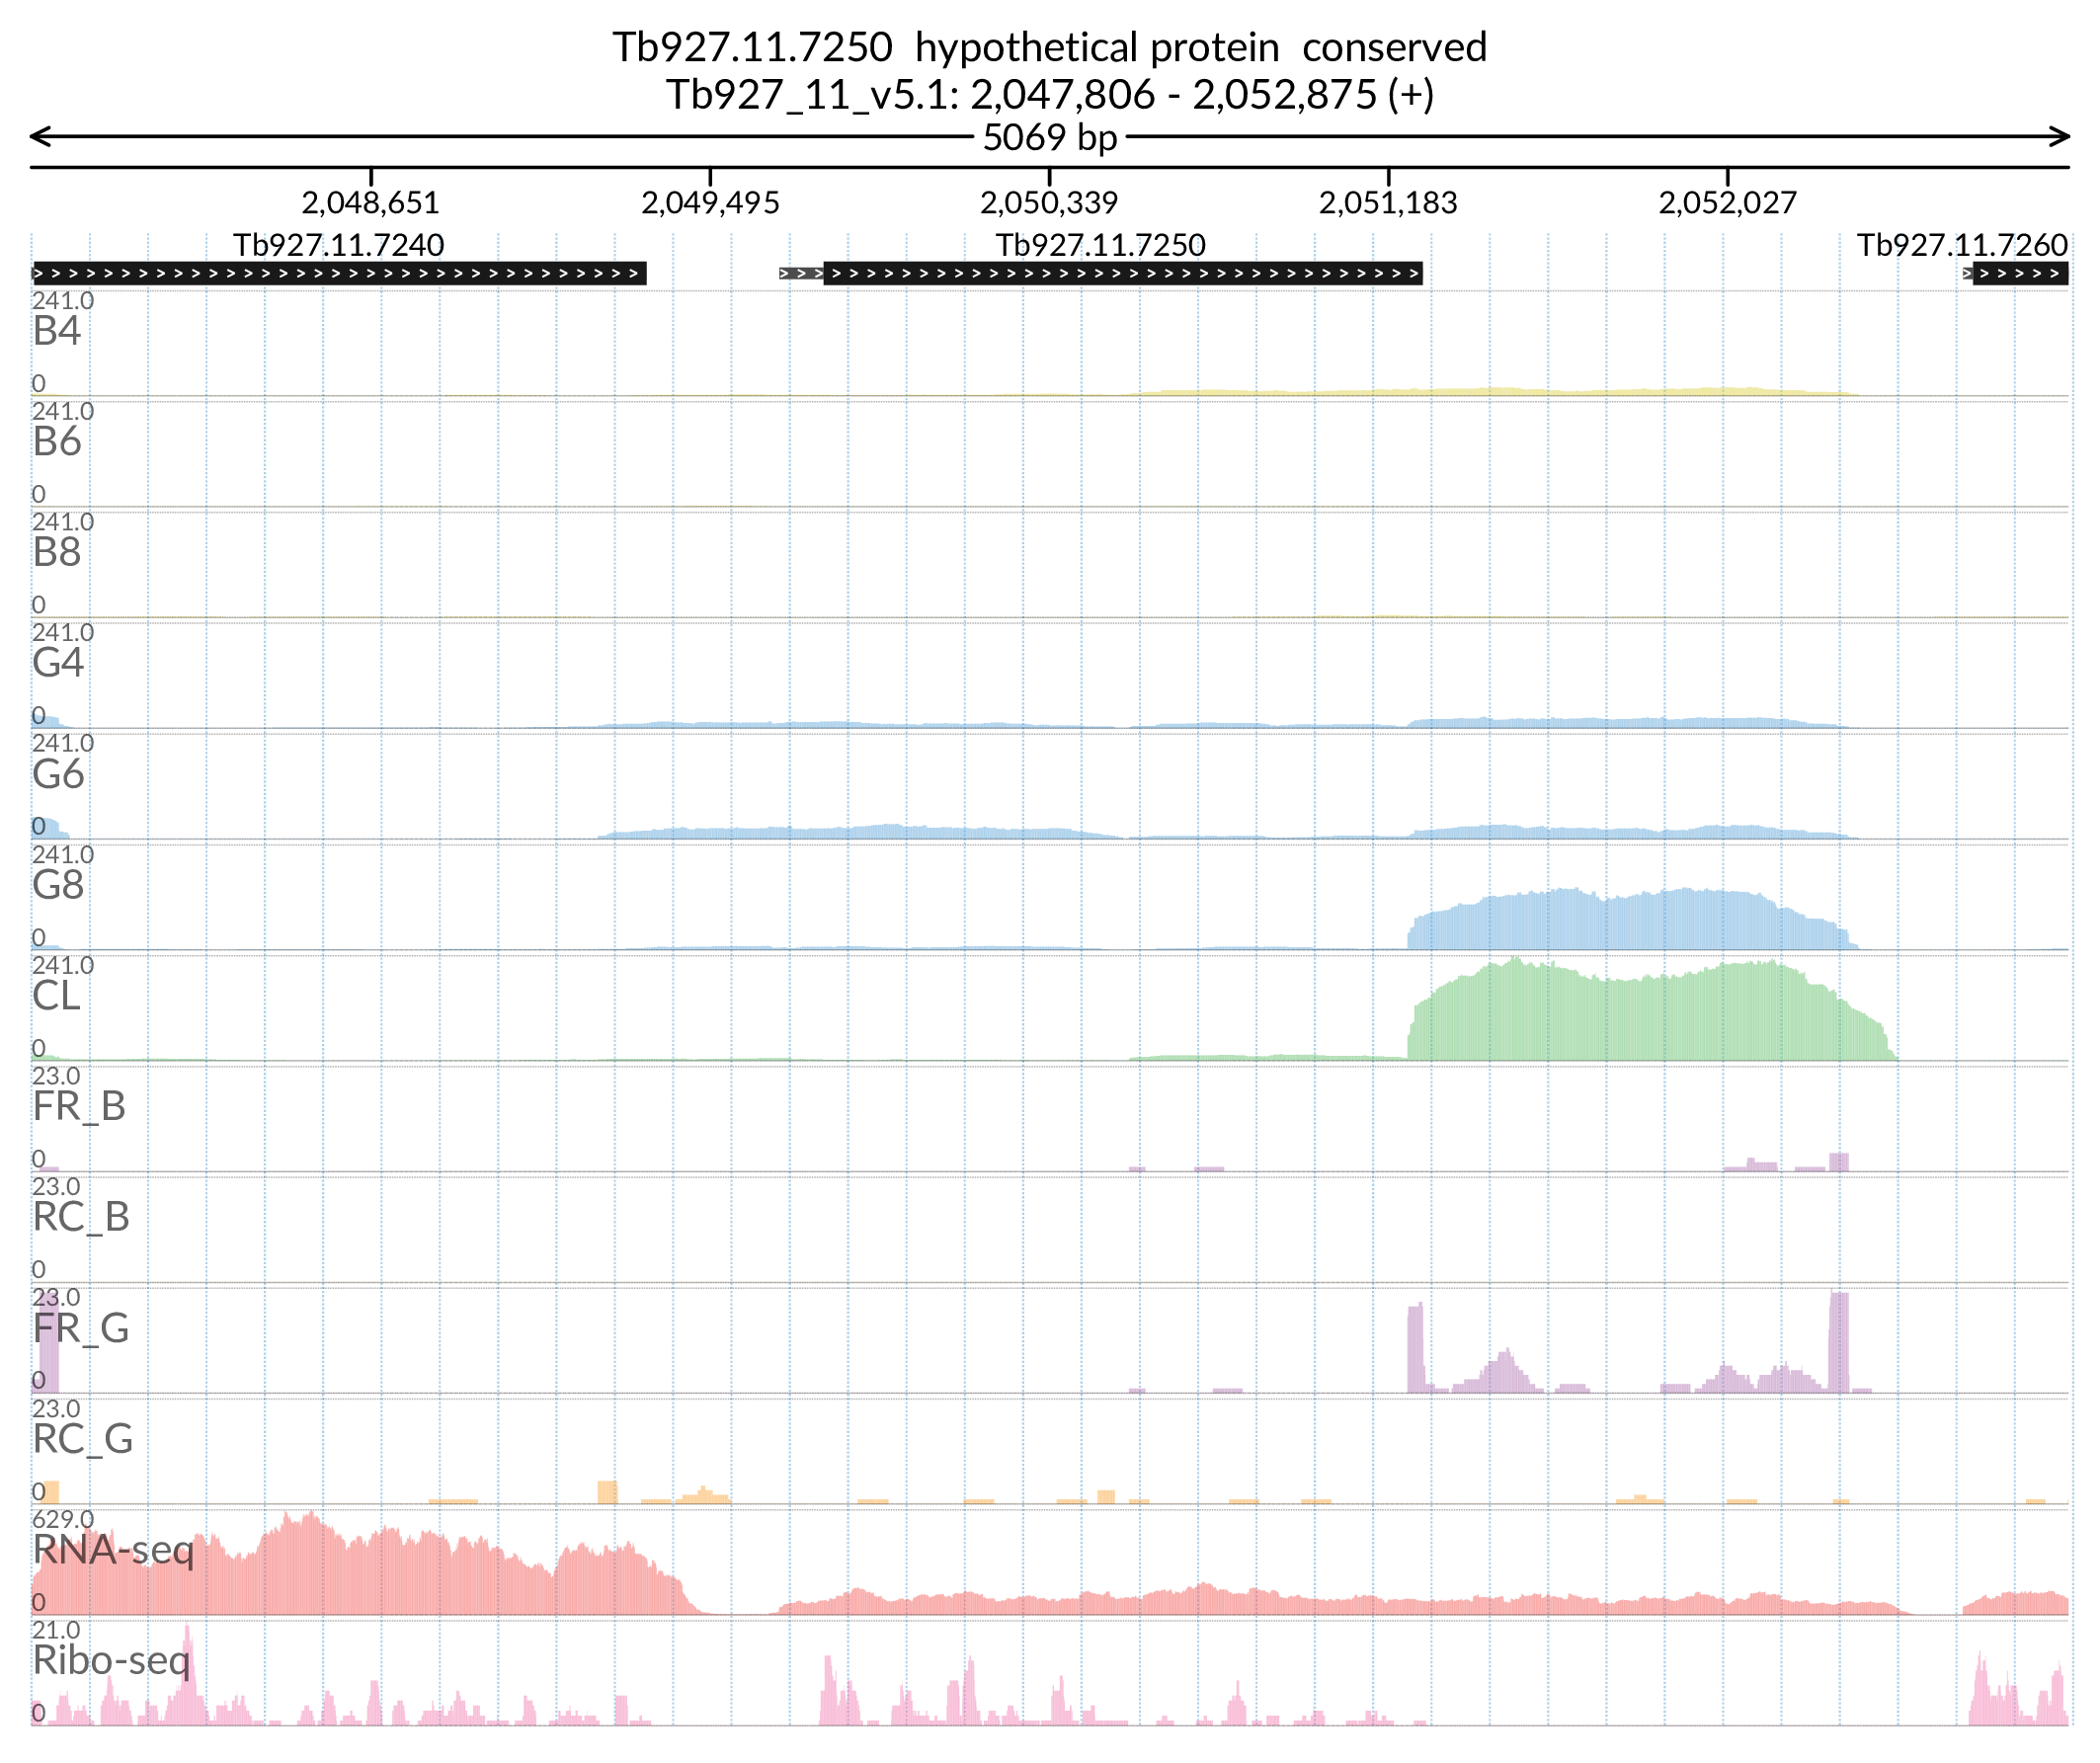 Tb927.11.7250 hypothetical protein conserved
Tb927_11_v5.1: 2,047,806 - 2,052,875 (+)
5069 bp
2,048,651 2,049,495 2,050,339 2,051,183 2,052,027
Tb927.11.7240 Tb927.11.7250 Tb927.11.7260
241.0
B4
0
241.0
B6
0
241.0
B8
0
241.0
G4
0
241.0
G6
0
241.0
G8
0
241.0
CL
0
23.0
FR_B
0
23.0
RC_B
0
23.0
FR_G
0
23.0
RC_G
0
629.0
RNA-seq
0
21.0
Ribo-seq
0